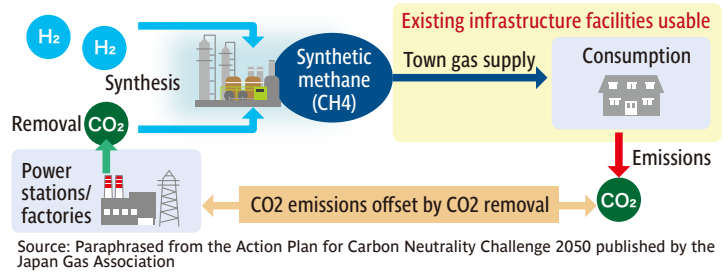 H₂
H₂
Synthesis
Removal
CO₂
Power
stations/
factories
Synthetic
methane
(CH4)
Existing infrastructure facilities usable
Town gas supply
Consumption
Emissions
CO₂
CO2 emissions offset by CO2 removal
Source: Paraphrased from the Action Plan for Carbon Neutrality Challenge 2050 published by the
Japan Gas Association